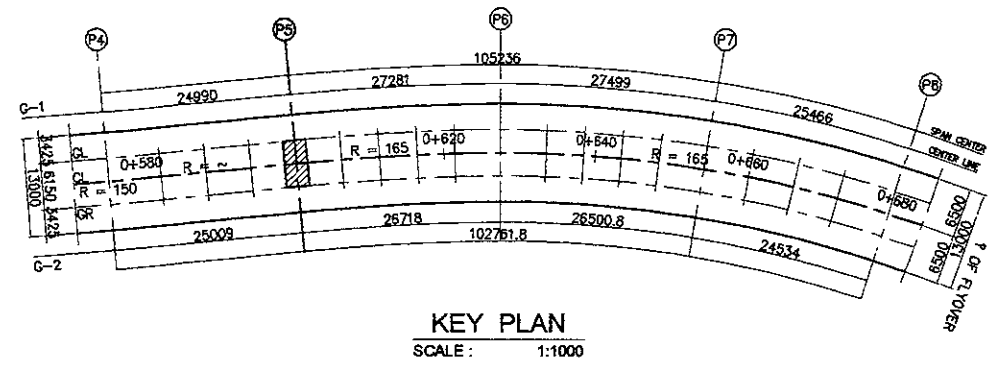 P4
P5
P6
P7
P8
105236
24990
27281
27499
25466
G-1
SPAN CENTER
CENTER LINE
3425
6150
3425
13000
GL
CL
GR
0+580
R = ~
R = 150
R = 165
0+620
0+640
R = 165
0+660
0+680
6500
6500
13000
25009
26718
26500.8
24534
102761.8
G-2
OF FLYOVER
KEY PLAN
SCALE : 1:1000